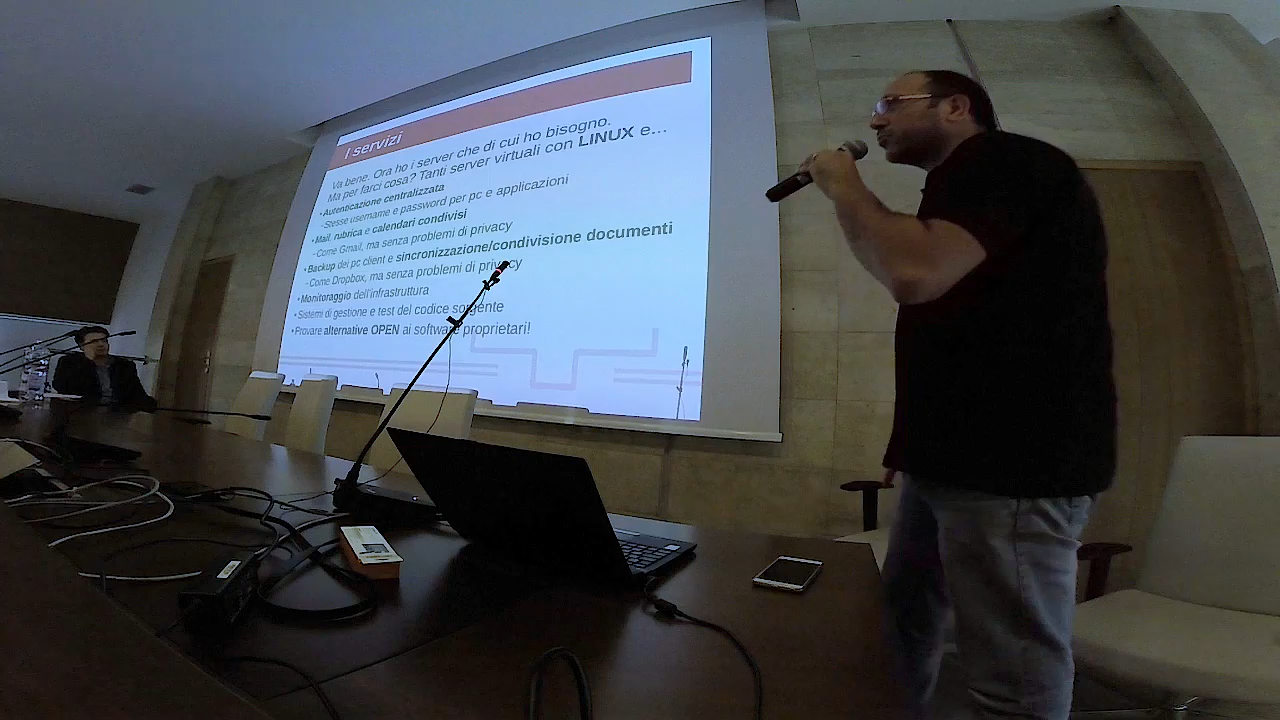 I servizi
Va bene. Ora ho i server che di cui ho bisogno.
Ma per farci cosa? Tanti server virtuali con LINUX e...
•Autenticazione centralizzata
–Stesse username e password per pc e applicazioni
•Mail, rubrica e calendari condivisi
–Come Gmail, ma senza problemi di privacy
•Backup dei pc client e sincronizzazione/condivisione documenti
–Come Dropbox, ma senza problemi di privacy
•Monitoraggio dell'infrastruttura
•Sistemi di gestione e test del codice sorgente
•Provare alternative OPEN ai software proprietari!